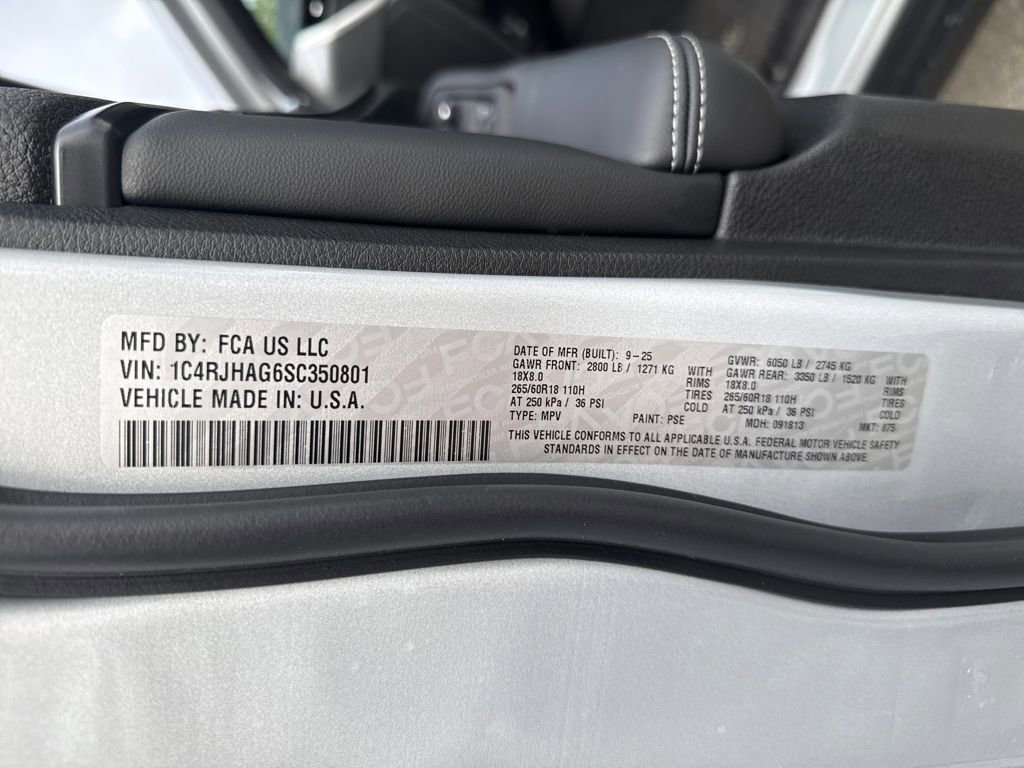 MFD BY: FCA US LLC
VIN: 1C4RJHAG6SC350801
VEHICLE MADE IN: U.S.A.
DATE OF MFR (BUILT): 9-25
GAWR FRONT: 2800 LB / 1271 KG WITH
18X8.0 RIMS
265/60R18 110H TIRES
AT 250 kPa / 36 PSI COLD
TYPE: MPV PAINT: PSE
GVWR: 6050 LB / 2745 KG
GAWR REAR: 3350 LB / 1520 KG WITH
18X8.0 RIMS
265/60R18 110H TIRES
AT 250 kPa / 36 PSI COLD
MDH: 091813 MKT: 875
THIS VEHICLE CONFORMS TO ALL APPLICABLE U.S.A. FEDERAL MOTOR VEHICLE SAFETY
STANDARDS IN EFFECT ON THE DATE OF MANUFACTURE SHOWN ABOVE